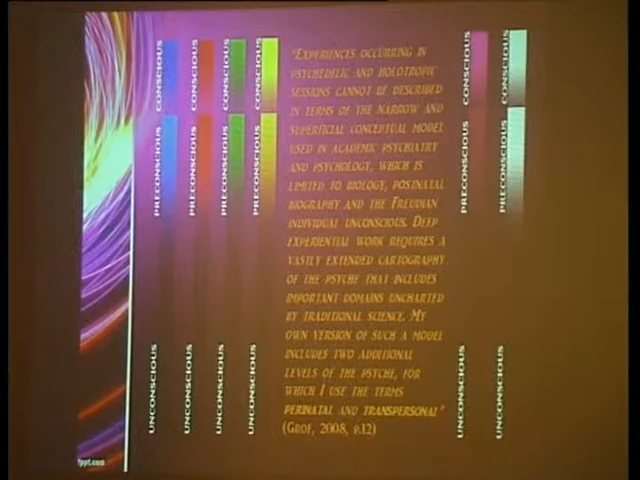 CONSCIOUS
CONSCIOUS
CONSCIOUS
CONSCIOUS
PRECONSCIOUS
PRECONSCIOUS
PRECONSCIOUS
PRECONSCIOUS
UNCONSCIOUS
UNCONSCIOUS
UNCONSCIOUS
UNCONSCIOUS
"EXPERIENCES OCCURRING IN
PSYCHEDELIC AND HOLOTROPIC
SESSIONS CANNOT BE DESCRIBED
IN TERMS OF THE NARROW AND
SUPERFICIAL CONCEPTUAL MODEL
USED IN ACADEMIC PSYCHIATRY
AND PSYCHOLOGY, WHICH IS
LIMITED TO BIOLOGY, POSTNATAL
BIOGRAPHY AND THE FREUDIAN
INDIVIDUAL UNCONSCIOUS. DEEP
EXPERIENTIAL WORK REQUIRES A
VASTLY EXTENDED CARTOGRAPHY
OF THE PSYCHE THAT INCLUDES
IMPORTANT DOMAINS UNCHARTED
BY TRADITIONAL SCIENCE. MY
OWN VERSION OF SUCH A MODEL
INCLUDES TWO ADDITIONAL
LEVELS OF THE PSYCHE, FOR
WHICH I USE THE TERMS
PERINATAL AND TRANSPERSONAL"
(GROF, 2008, P.12)
CONSCIOUS
CONSCIOUS
PRECONSCIOUS
PRECONSCIOUS
UNCONSCIOUS
UNCONSCIOUS
fppt.com